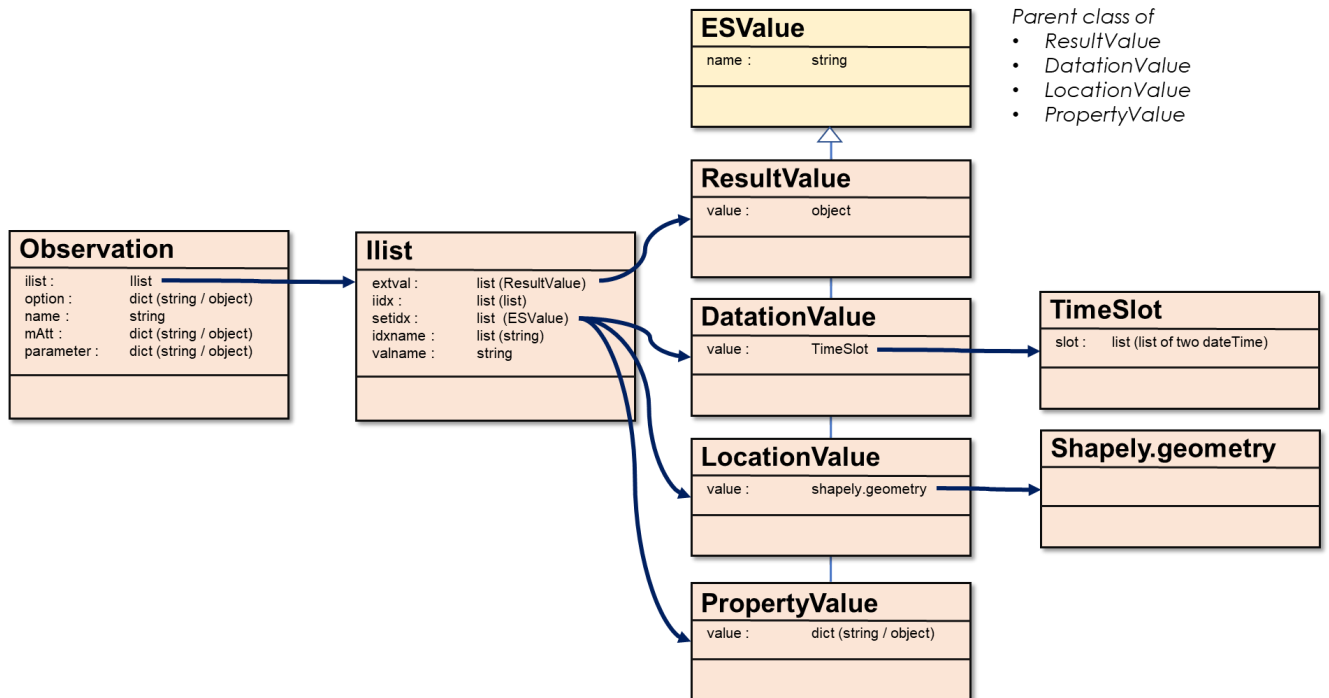 ESValue
name : string
Parent class of
• ResultValue
• DatationValue
• LocationValue
• PropertyValue
ResultValue
value : object
Observation
ilist : Ilist
option : dict (string / object)
name : string
mAtt : dict (string / object)
parameter : dict (string / object)
Ilist
extval : list (ResultValue)
iidx : list (list)
setidx : list (ESValue)
idxname : list (string)
valname : string
DatationValue
value : TimeSlot
TimeSlot
slot : list (list of two dateTime)
LocationValue
value : shapely.geometry
Shapely.geometry
PropertyValue
value : dict (string / object)